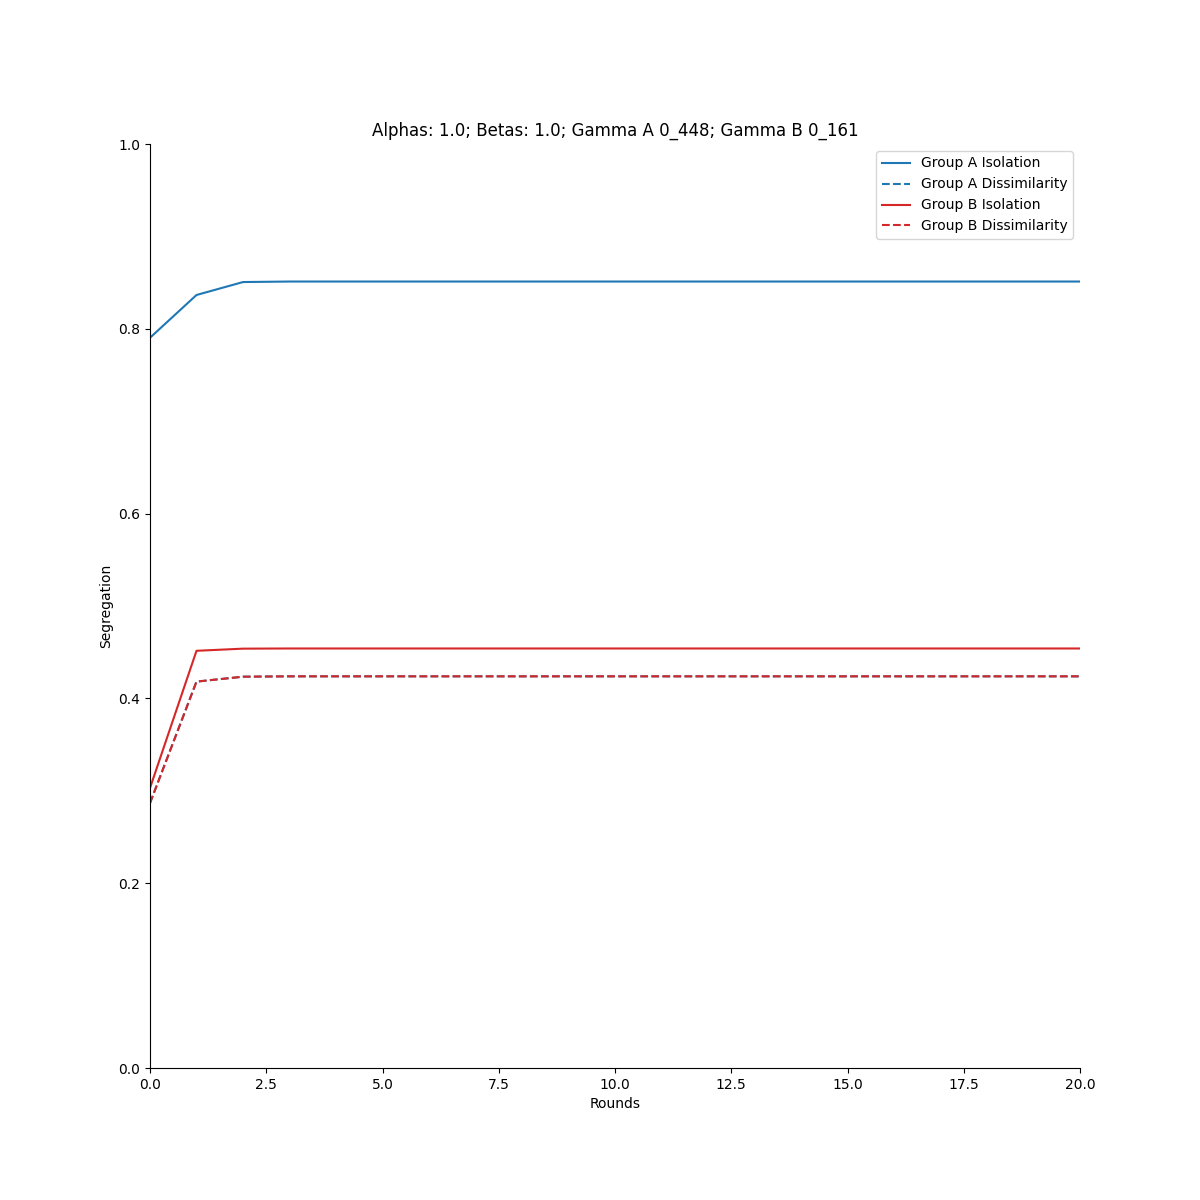 Alphas: 1.0; Betas: 1.0; Gamma A 0_448; Gamma B 0_161
1.0
Group A Isolation
Group A Dissimilarity
Group B Isolation
Group B Dissimilarity
0.8
0.6
Segregation
0.4
0.2
0.0
0.0 2.5 5.0 7.5 10.0 12.5 15.0 17.5 20.0
Rounds